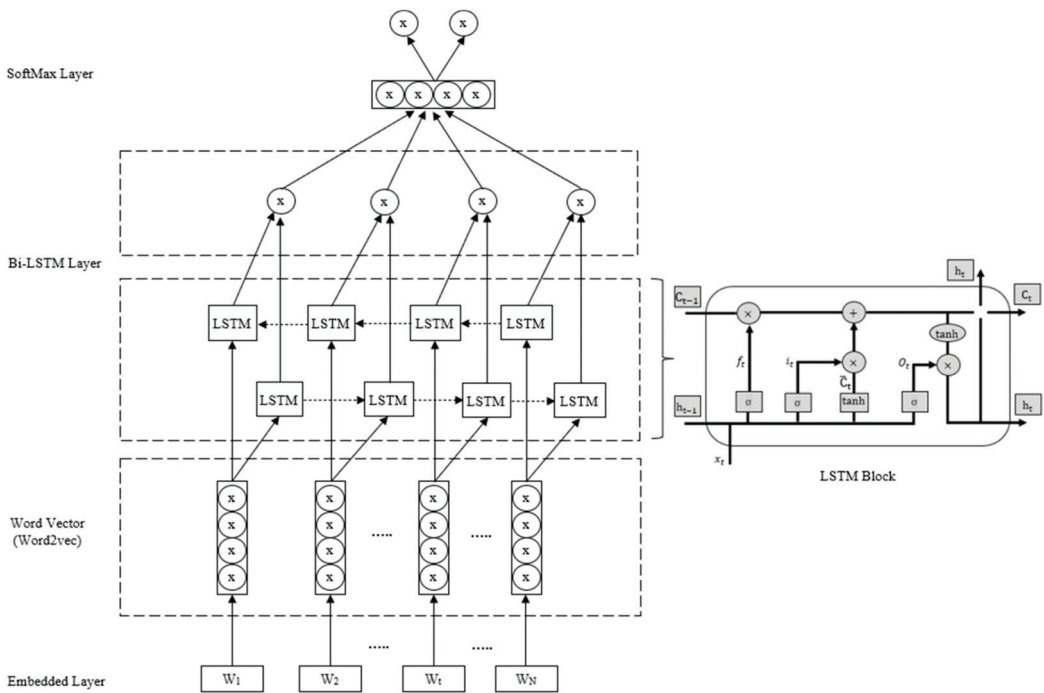 x x
SoftMax Layer
x x x x
x x x x
Bi-LSTM Layer
LSTM LSTM LSTM LSTM
LSTM LSTM LSTM LSTM
hₜ
Cₜ₋₁ Cₜ
× +
tanh
fₜ iₜ × Oₜ ×
C̅ₜ
σ σ tanh σ
hₜ₋₁ hₜ
xₜ
LSTM Block
x x x x
x x x x
Word Vector
(Word2vec)
..... .....
x x x x
x x x x
..... .....
Embedded Layer W₁ W₂ Wₜ W_N